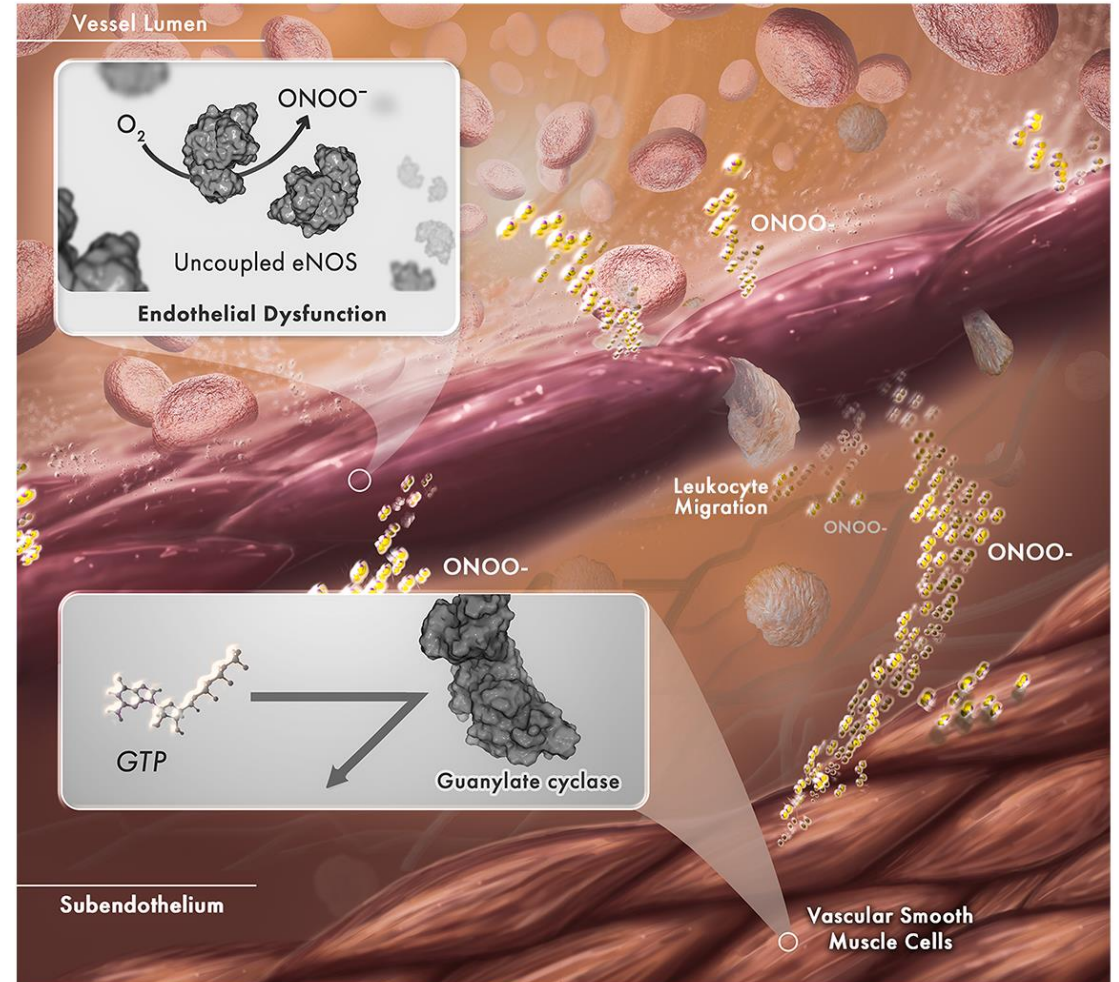 Vessel Lumen
ONOO⁻
O₂
Uncoupled eNOS
Endothelial Dysfunction
ONOO-
Leukocyte
Migration
ONOO-
ONOO-
ONOO-
GTP
Guanylate cyclase
Subendothelium
Vascular Smooth
Muscle Cells